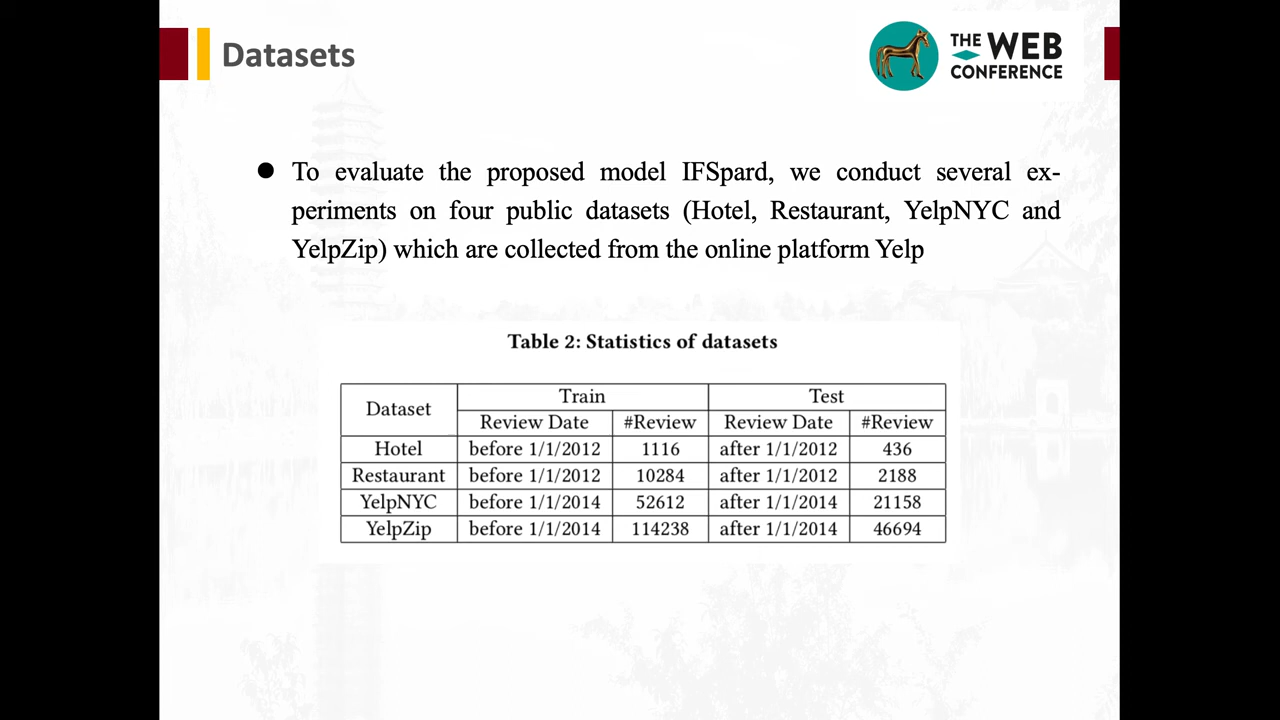 Datasets
THE WEB
CONFERENCE
● To evaluate the proposed model IFSpard, we conduct several ex-
periments on four public datasets (Hotel, Restaurant, YelpNYC and
YelpZip) which are collected from the online platform Yelp
Table 2: Statistics of datasets
Dataset Train Test
Review Date #Review Review Date #Review
Hotel before 1/1/2012 1116 after 1/1/2012 436
Restaurant before 1/1/2012 10284 after 1/1/2012 2188
YelpNYC before 1/1/2014 52612 after 1/1/2014 21158
YelpZip before 1/1/2014 114238 after 1/1/2014 46694